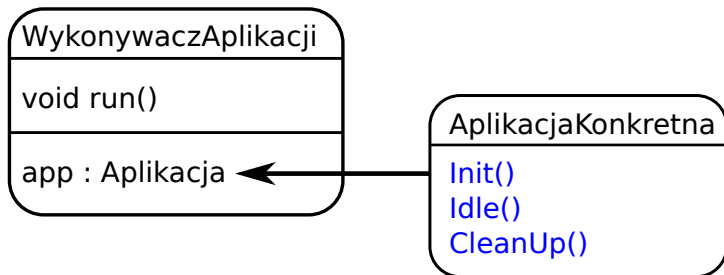 WykonywaczAplikacji
void run()
app : Aplikacja
AplikacjaKonkretna
Init()
Idle()
CleanUp()